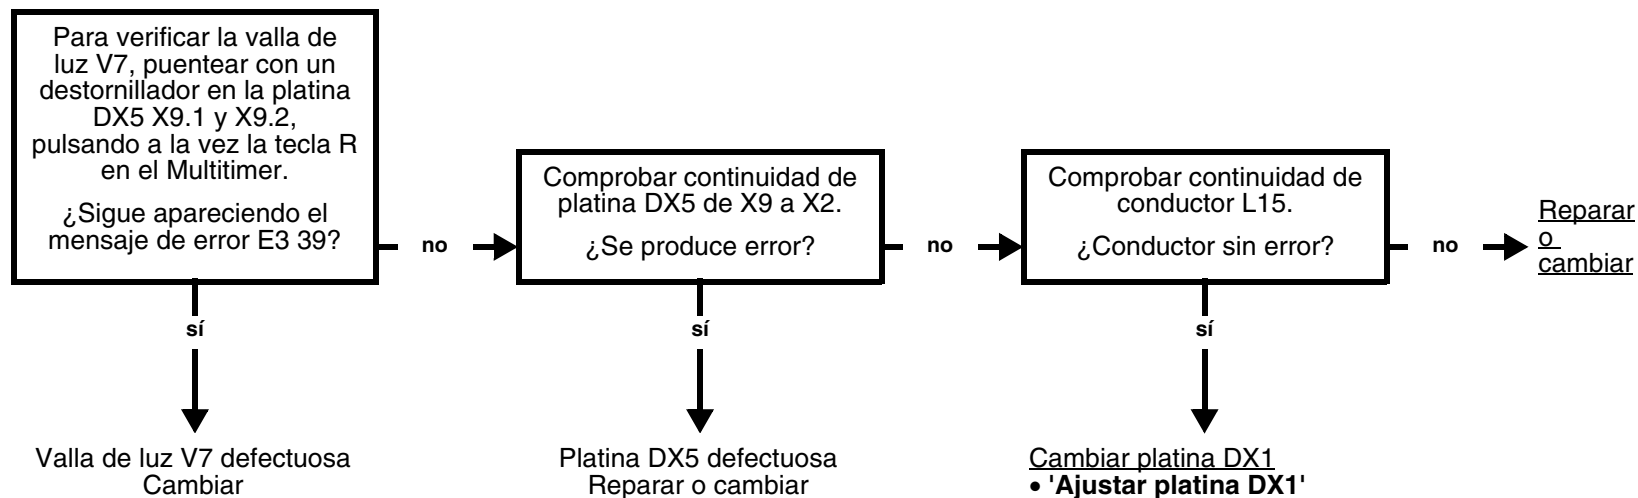 Para verificar la valla de
luz V7, puentear con un
destornillador en la platina
DX5 X9.1 y X9.2,
pulsando a la vez la tecla R
en el Multitimer.
¿Sigue apareciendo el
mensaje de error E3 39?
no
sí
Valla de luz V7 defectuosa
Cambiar
Comprobar continuidad de
platina DX5 de X9 a X2.
¿Se produce error?
no
sí
Platina DX5 defectuosa
Reparar o cambiar
Comprobar continuidad de
conductor L15.
¿Conductor sin error?
no
sí
Cambiar platina DX1
• 'Ajustar platina DX1'
Reparar
o
cambiar